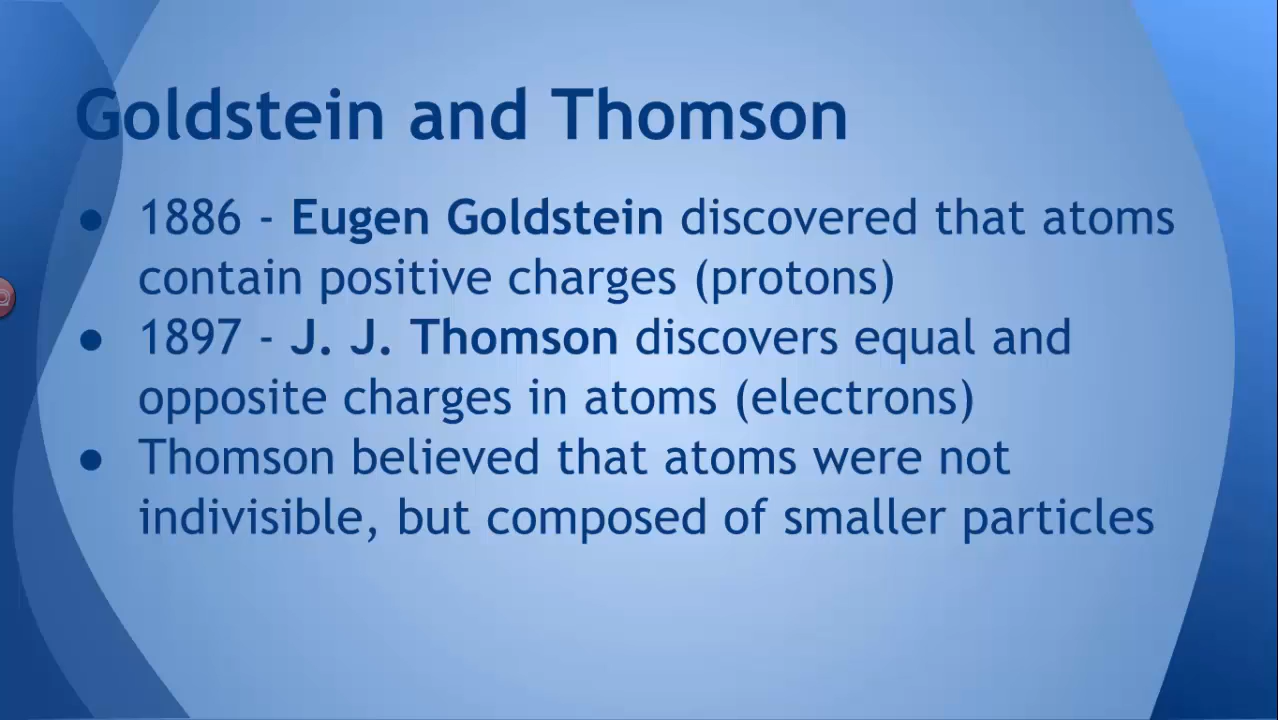 Goldstein and Thomson
● 1886 - Eugen Goldstein discovered that atoms
contain positive charges (protons)
● 1897 - J. J. Thomson discovers equal and
opposite charges in atoms (electrons)
● Thomson believed that atoms were not
indivisible, but composed of smaller particles